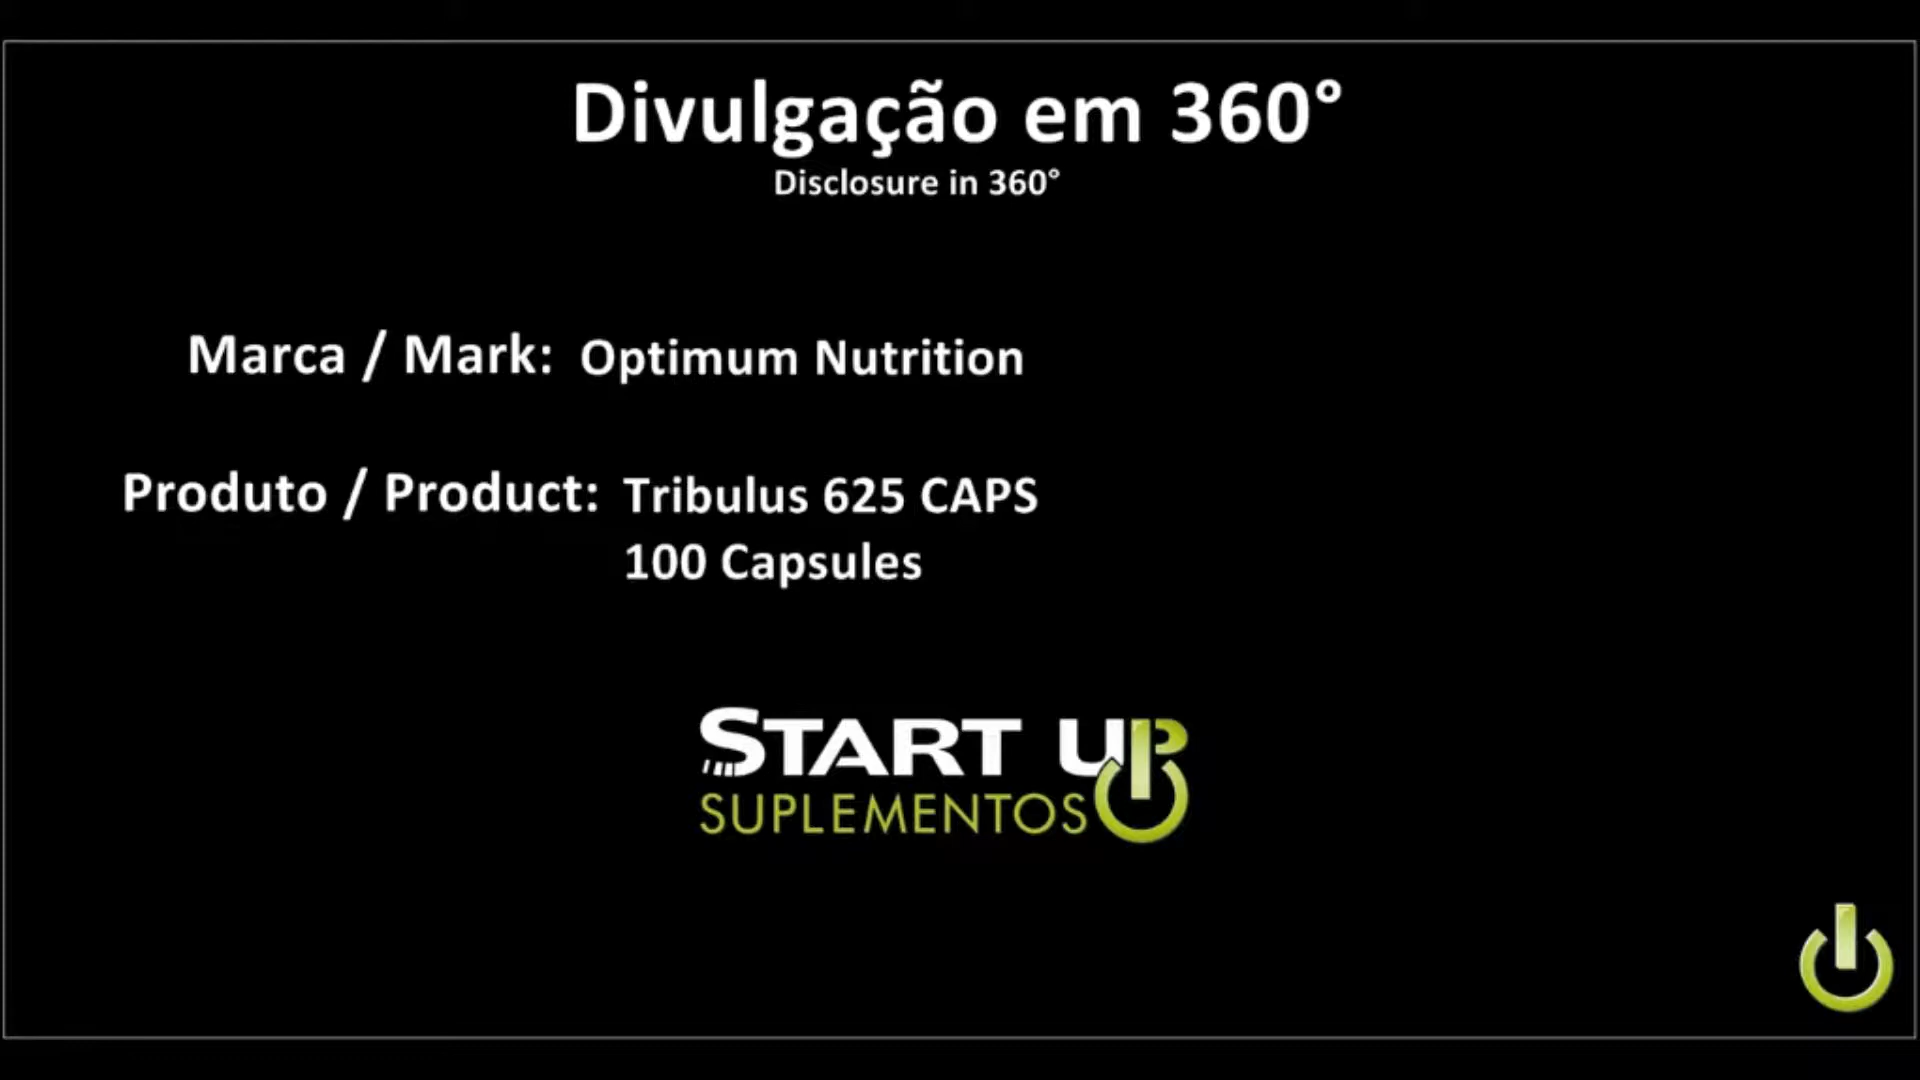 Divulgação em 360°
Disclosure in 360°
Marca / Mark: Optimum Nutrition
Produto / Product: Tribulus 625 CAPS
100 Capsules
START UP
SUPLEMENTOS